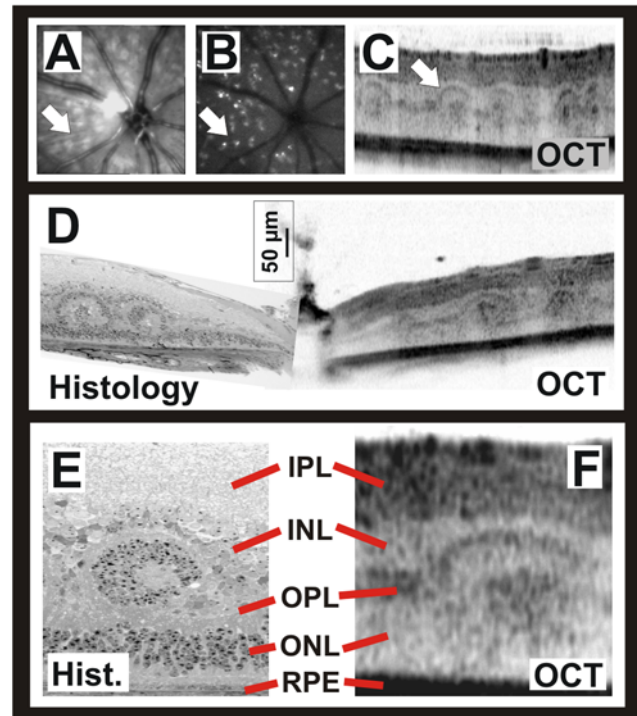 A
B
C
OCT
D
50 µm
Histology
OCT
E
F
IPL
INL
OPL
ONL
RPE
Hist.
OCT